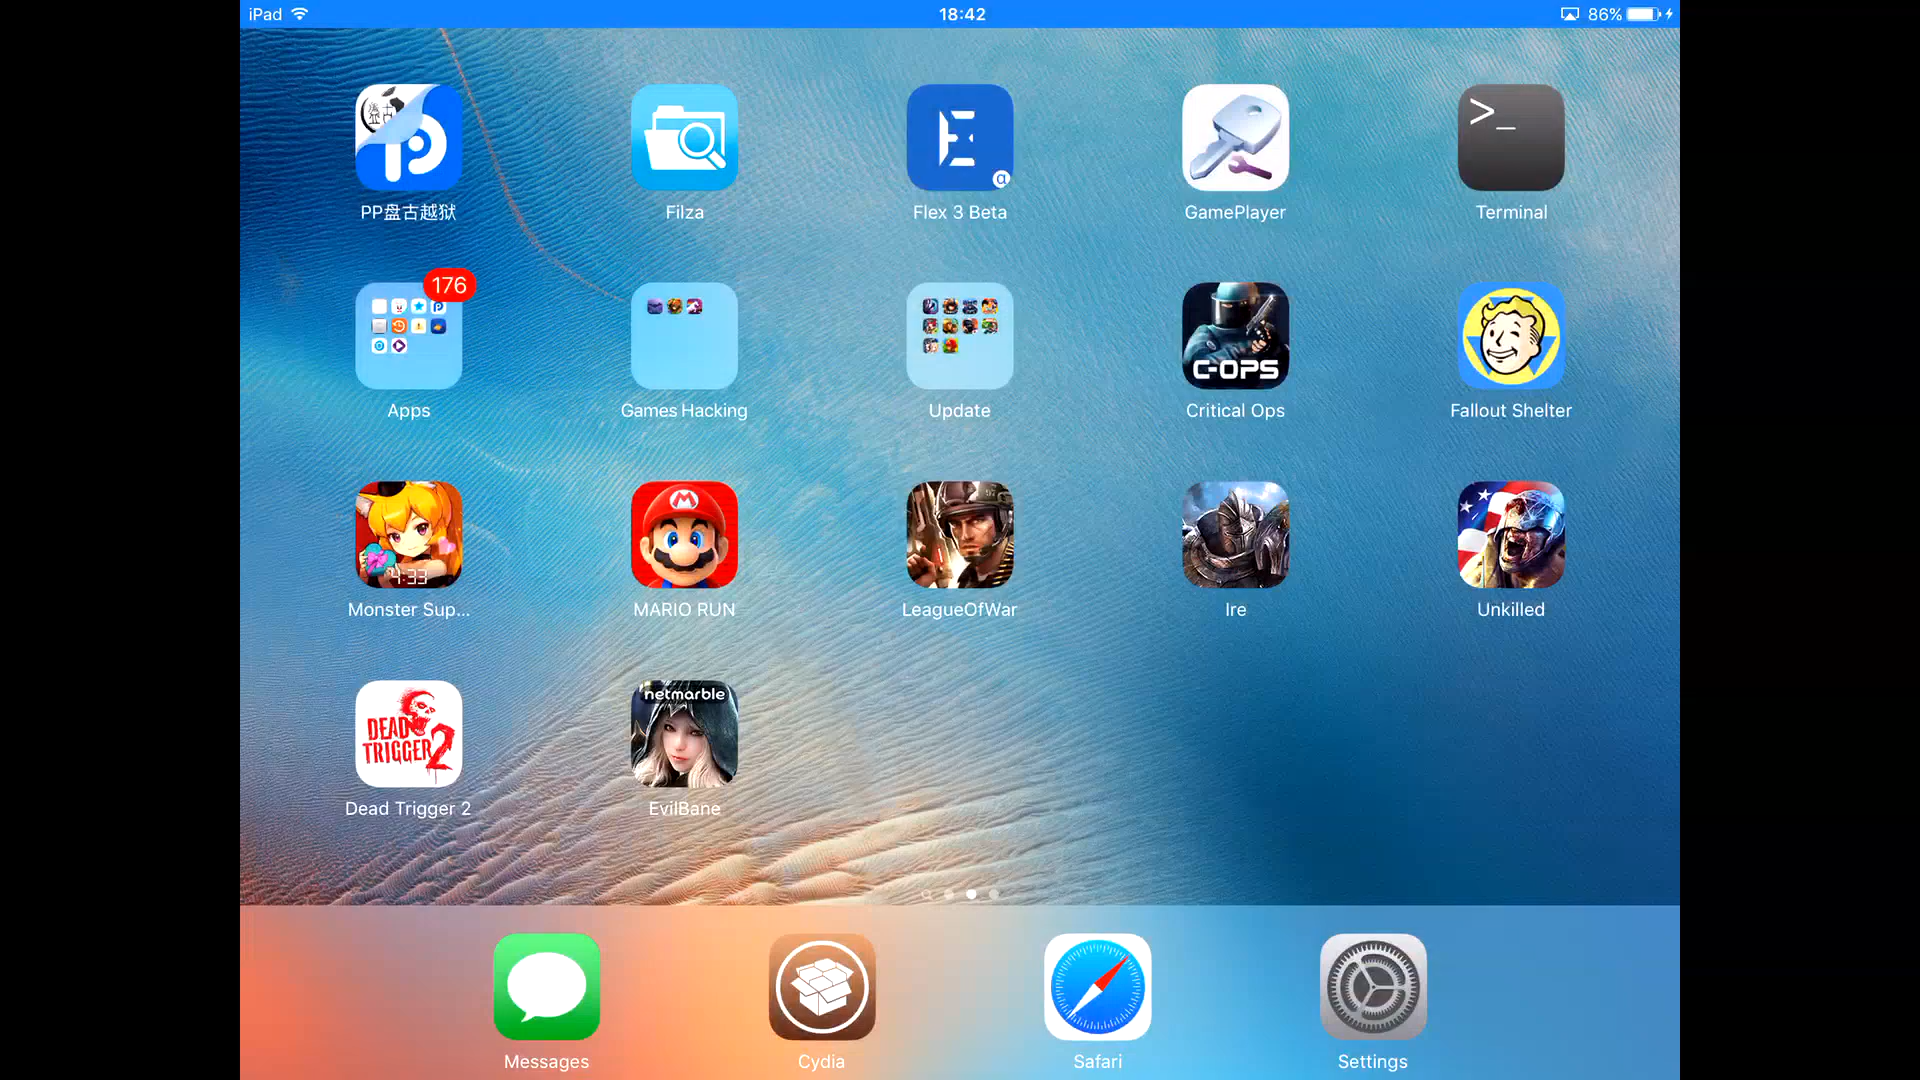 iPad 18:42 86%
盘古
PP盘古越狱 Filza Flex 3 Beta GamePlayer Terminal
176
C-OPS
Apps Games Hacking Update Critical Ops Fallout Shelter
4:33
Monster Sup... MARIO RUN LeagueOfWar Ire Unkilled
netmarble
DEAD
TRIGGER 2
Dead Trigger 2 EvilBane
Messages Cydia Safari Settings